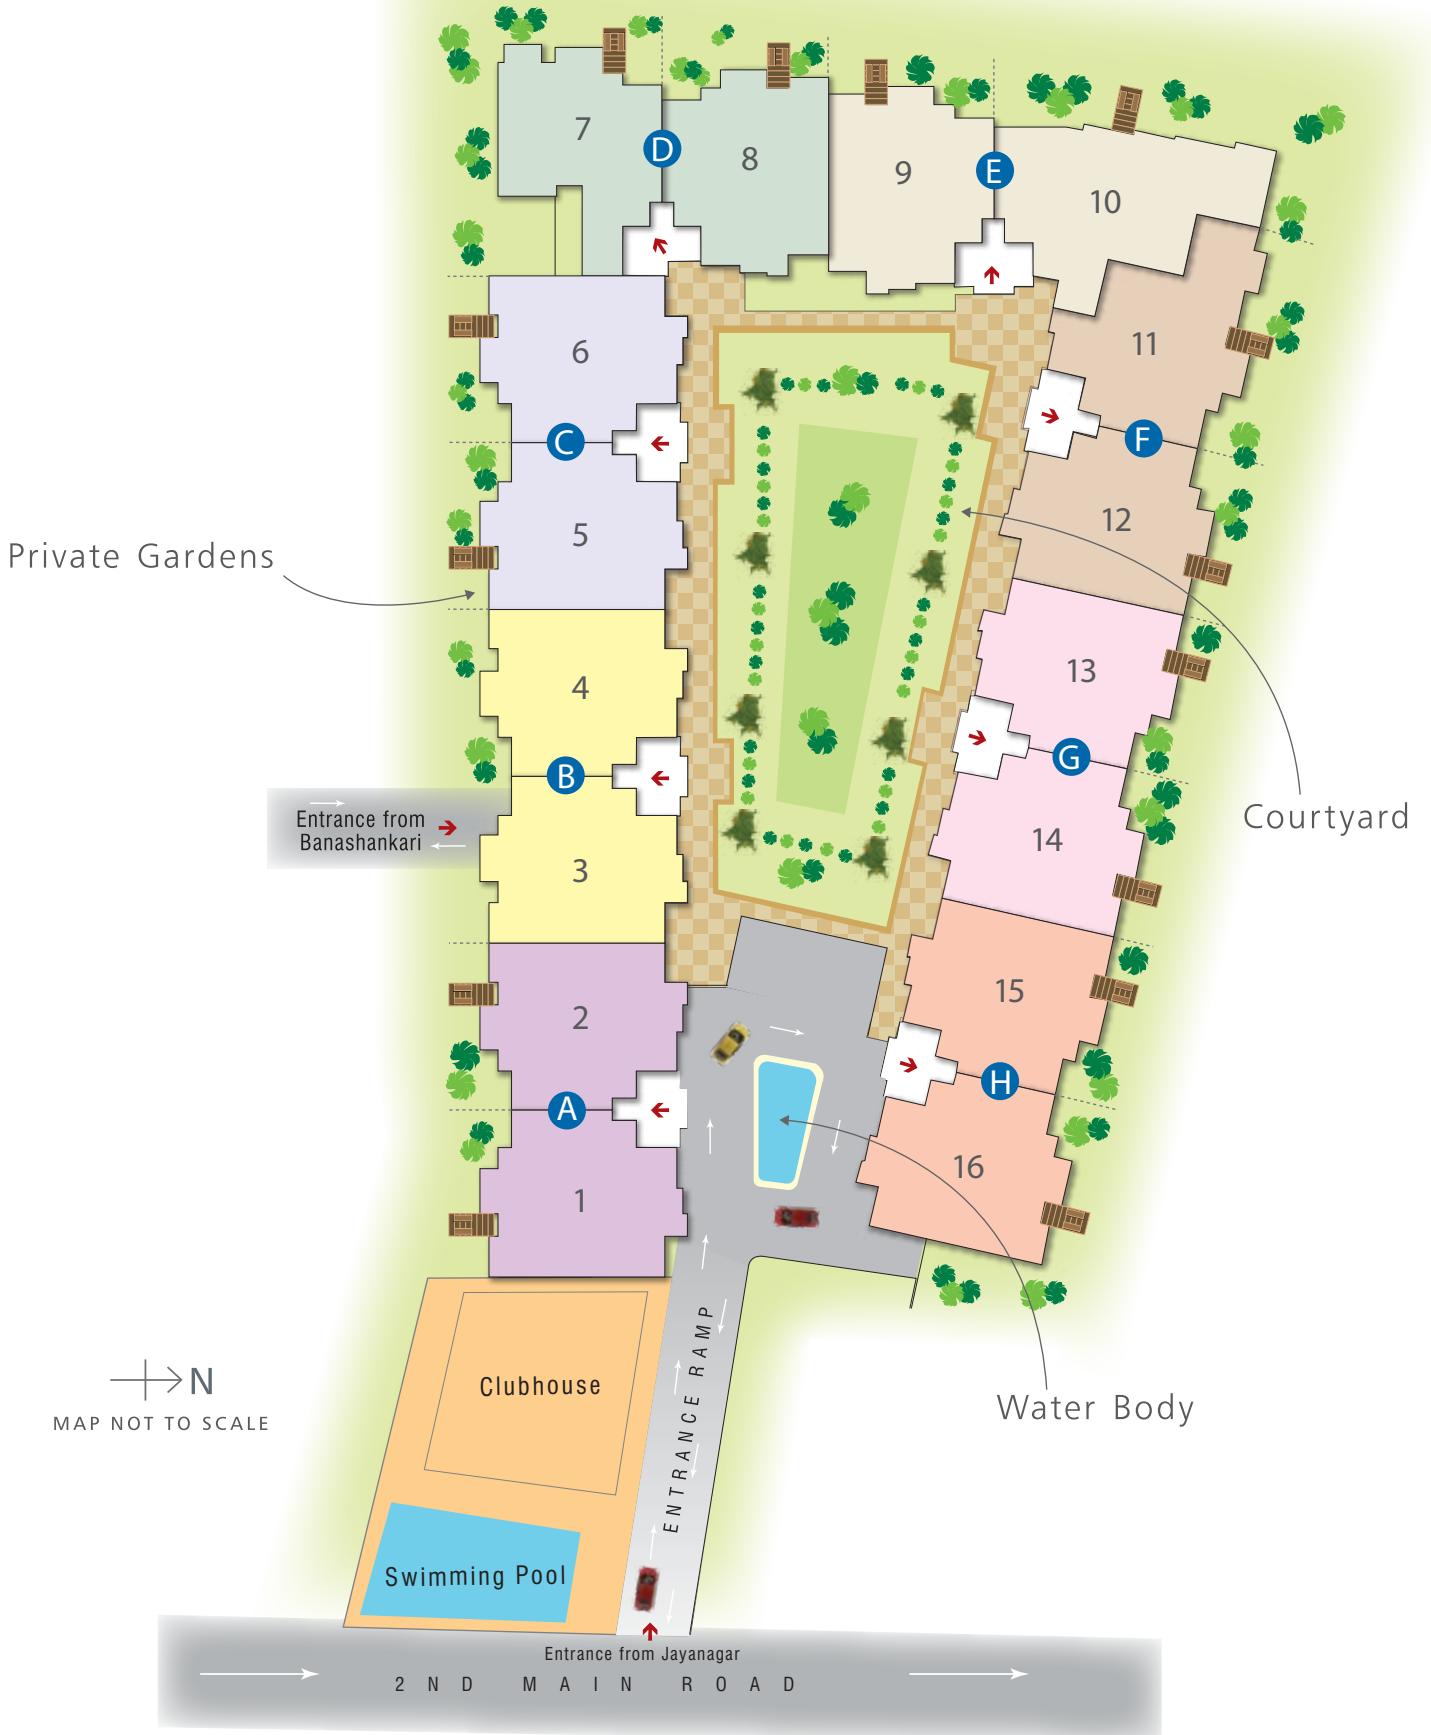 7
D
8
9
E
10
6
11
C
F
5
12
Private Gardens
4
13
B
G
Entrance from
Banashankari
Courtyard
14
3
2
15
A
H
1
16
N
MAP NOT TO SCALE
Clubhouse
ENTRANCE RAMP
Water Body
Swimming Pool
Entrance from Jayanagar
2ND MAIN ROAD